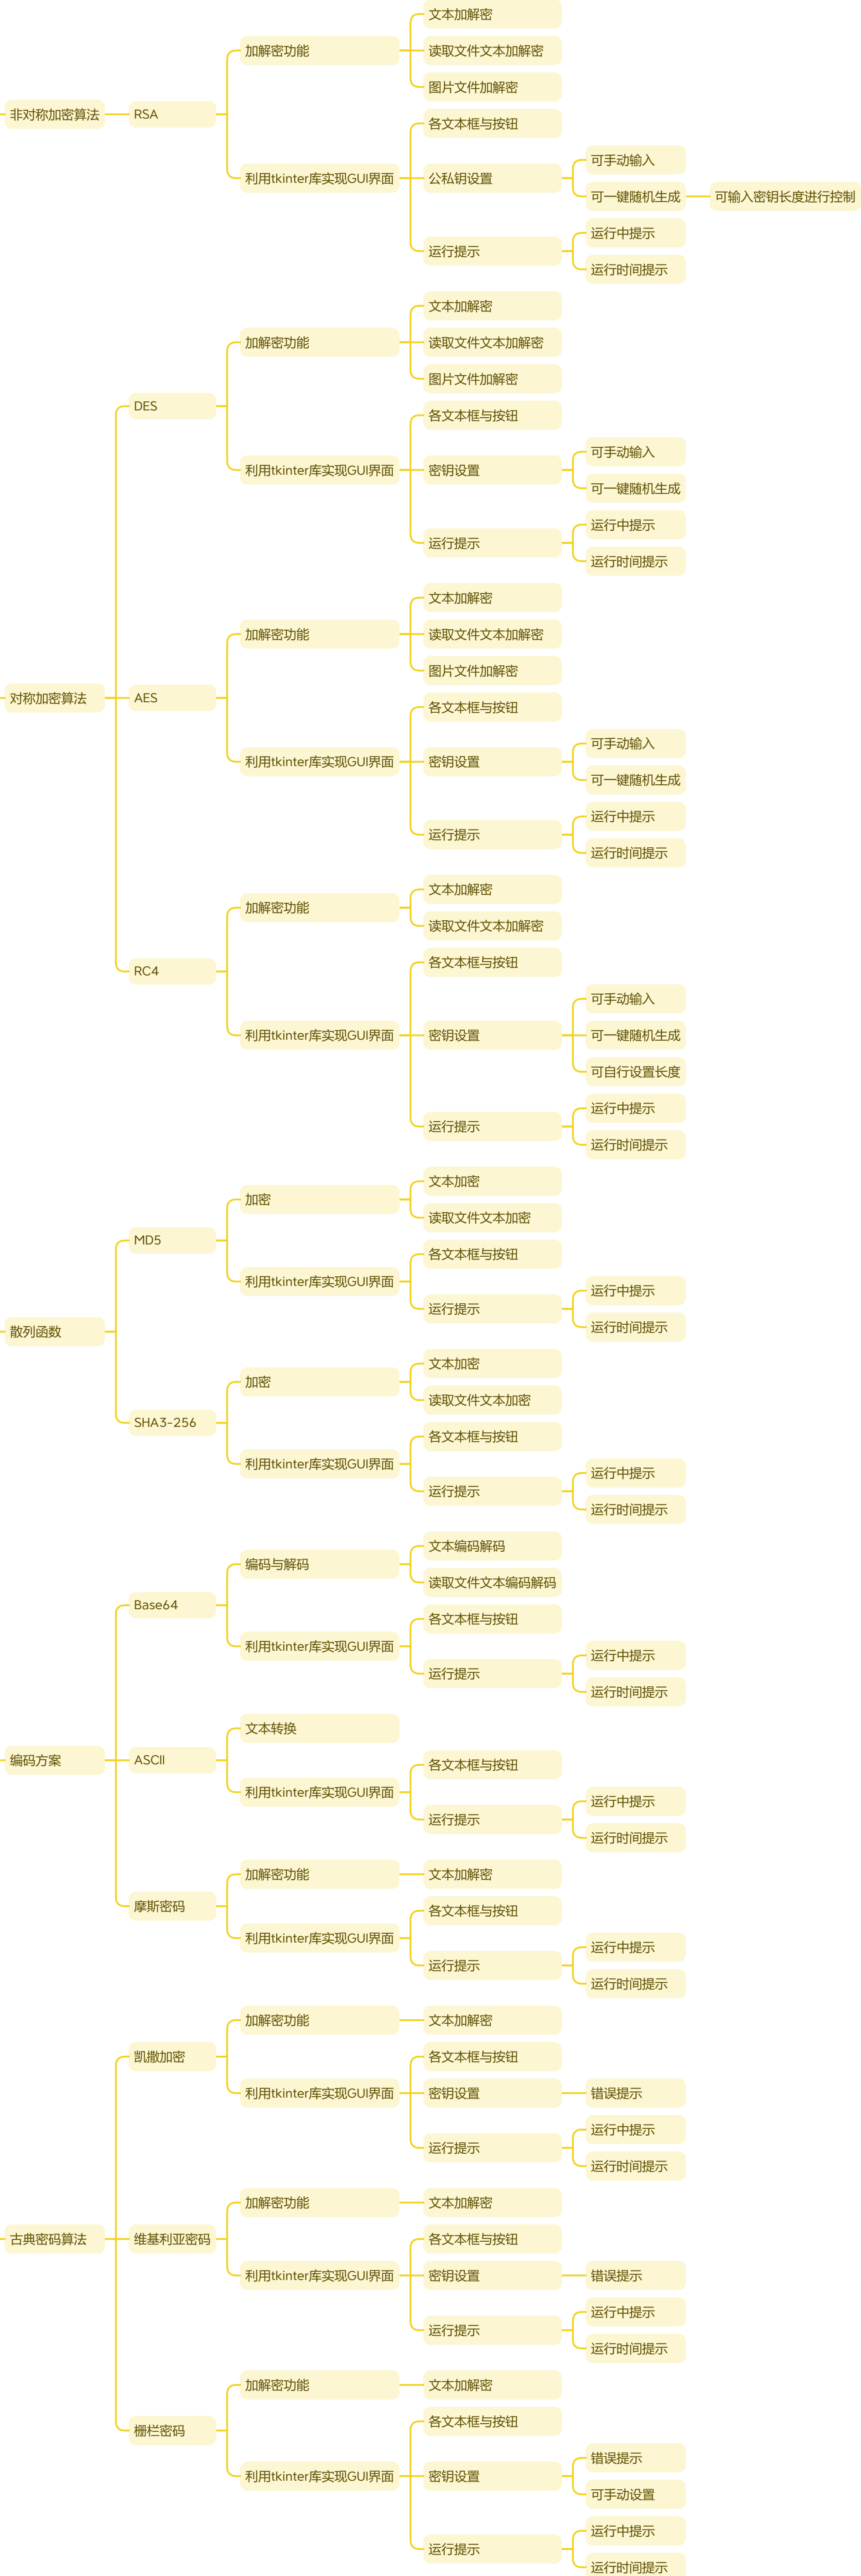 非对称加密算法
RSA
加解密功能
文本加解密
读取文件文本加解密
图片文件加解密
利用tkinter库实现GUI界面
各文本框与按钮
公私钥设置
可手动输入
可一键随机生成
可输入密钥长度进行控制
运行提示
运行中提示
运行时间提示
对称加密算法
DES
加解密功能
文本加解密
读取文件文本加解密
图片文件加解密
利用tkinter库实现GUI界面
各文本框与按钮
密钥设置
可手动输入
可一键随机生成
运行提示
运行中提示
运行时间提示
AES
加解密功能
文本加解密
读取文件文本加解密
图片文件加解密
利用tkinter库实现GUI界面
各文本框与按钮
密钥设置
可手动输入
可一键随机生成
运行提示
运行中提示
运行时间提示
RC4
加解密功能
文本加解密
读取文件文本加解密
利用tkinter库实现GUI界面
各文本框与按钮
密钥设置
可手动输入
可一键随机生成
可自行设置长度
运行提示
运行中提示
运行时间提示
散列函数
MD5
加密
文本加密
读取文件文本加密
利用tkinter库实现GUI界面
各文本框与按钮
运行提示
运行中提示
运行时间提示
SHA3-256
加密
文本加密
读取文件文本加密
利用tkinter库实现GUI界面
各文本框与按钮
运行提示
运行中提示
运行时间提示
编码方案
Base64
编码与解码
文本编码解码
读取文件文本编码解码
利用tkinter库实现GUI界面
各文本框与按钮
运行提示
运行中提示
运行时间提示
ASCII
文本转换
利用tkinter库实现GUI界面
各文本框与按钮
运行提示
运行中提示
运行时间提示
摩斯密码
加解密功能
文本加解密
利用tkinter库实现GUI界面
各文本框与按钮
运行提示
运行中提示
运行时间提示
古典密码算法
凯撒加密
加解密功能
文本加解密
利用tkinter库实现GUI界面
各文本框与按钮
密钥设置
错误提示
运行提示
运行中提示
运行时间提示
维基利亚密码
加解密功能
文本加解密
利用tkinter库实现GUI界面
各文本框与按钮
密钥设置
错误提示
运行提示
运行中提示
运行时间提示
栅栏密码
加解密功能
文本加解密
利用tkinter库实现GUI界面
各文本框与按钮
密钥设置
错误提示
可手动设置
运行提示
运行中提示
运行时间提示